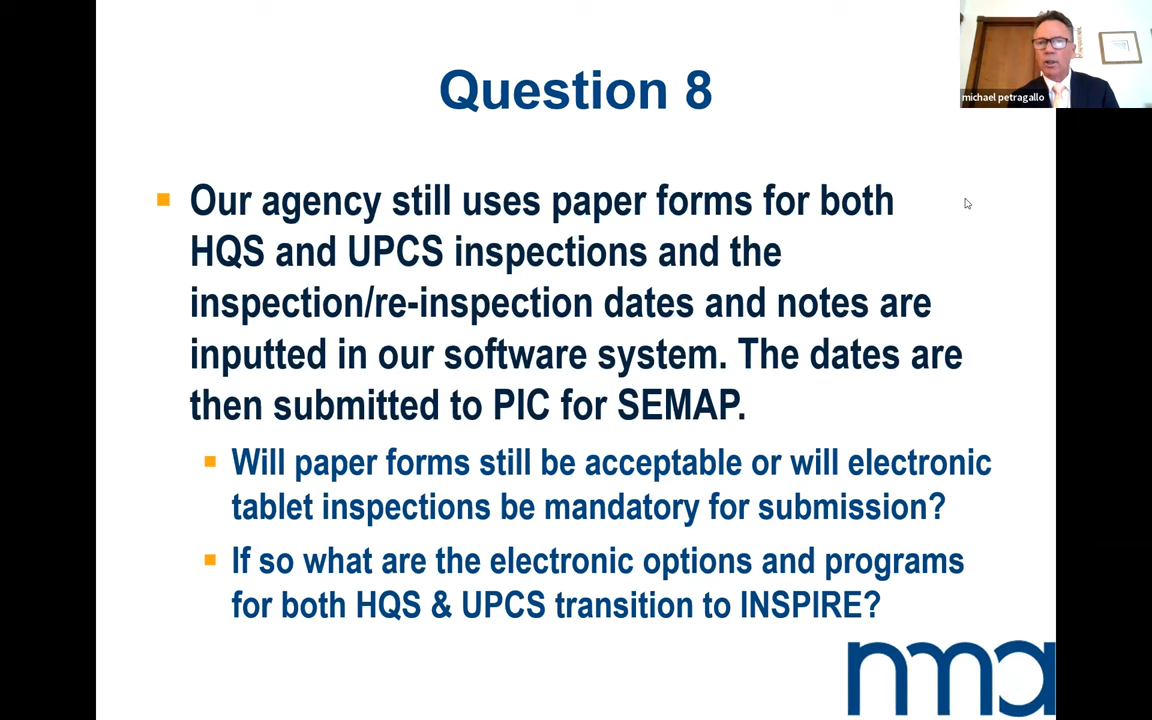 Question 8
michael petragallo
Our agency still uses paper forms for both
HQS and UPCS inspections and the
inspection/re-inspection dates and notes are
inputted in our software system. The dates are
then submitted to PIC for SEMAP.
Will paper forms still be acceptable or will electronic
tablet inspections be mandatory for submission?
If so what are the electronic options and programs
for both HQS & UPCS transition to INSPIRE?
nma